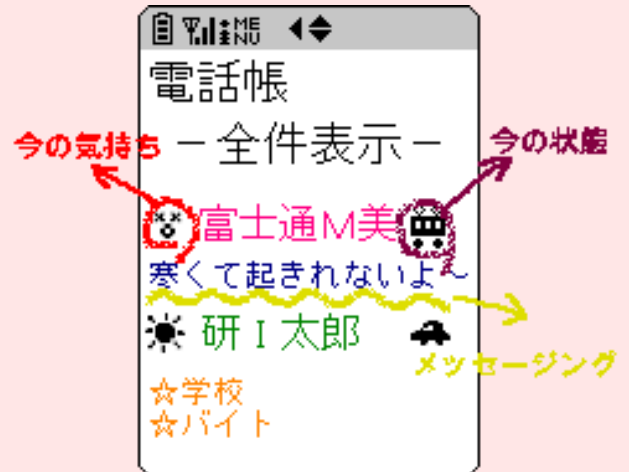 MENU
電話帳
－全件表示－
今の気持ち
今の状態
富士通M美
寒くて起きれないよ～
研I太郎
メッセージング
☆学校
☆バイト